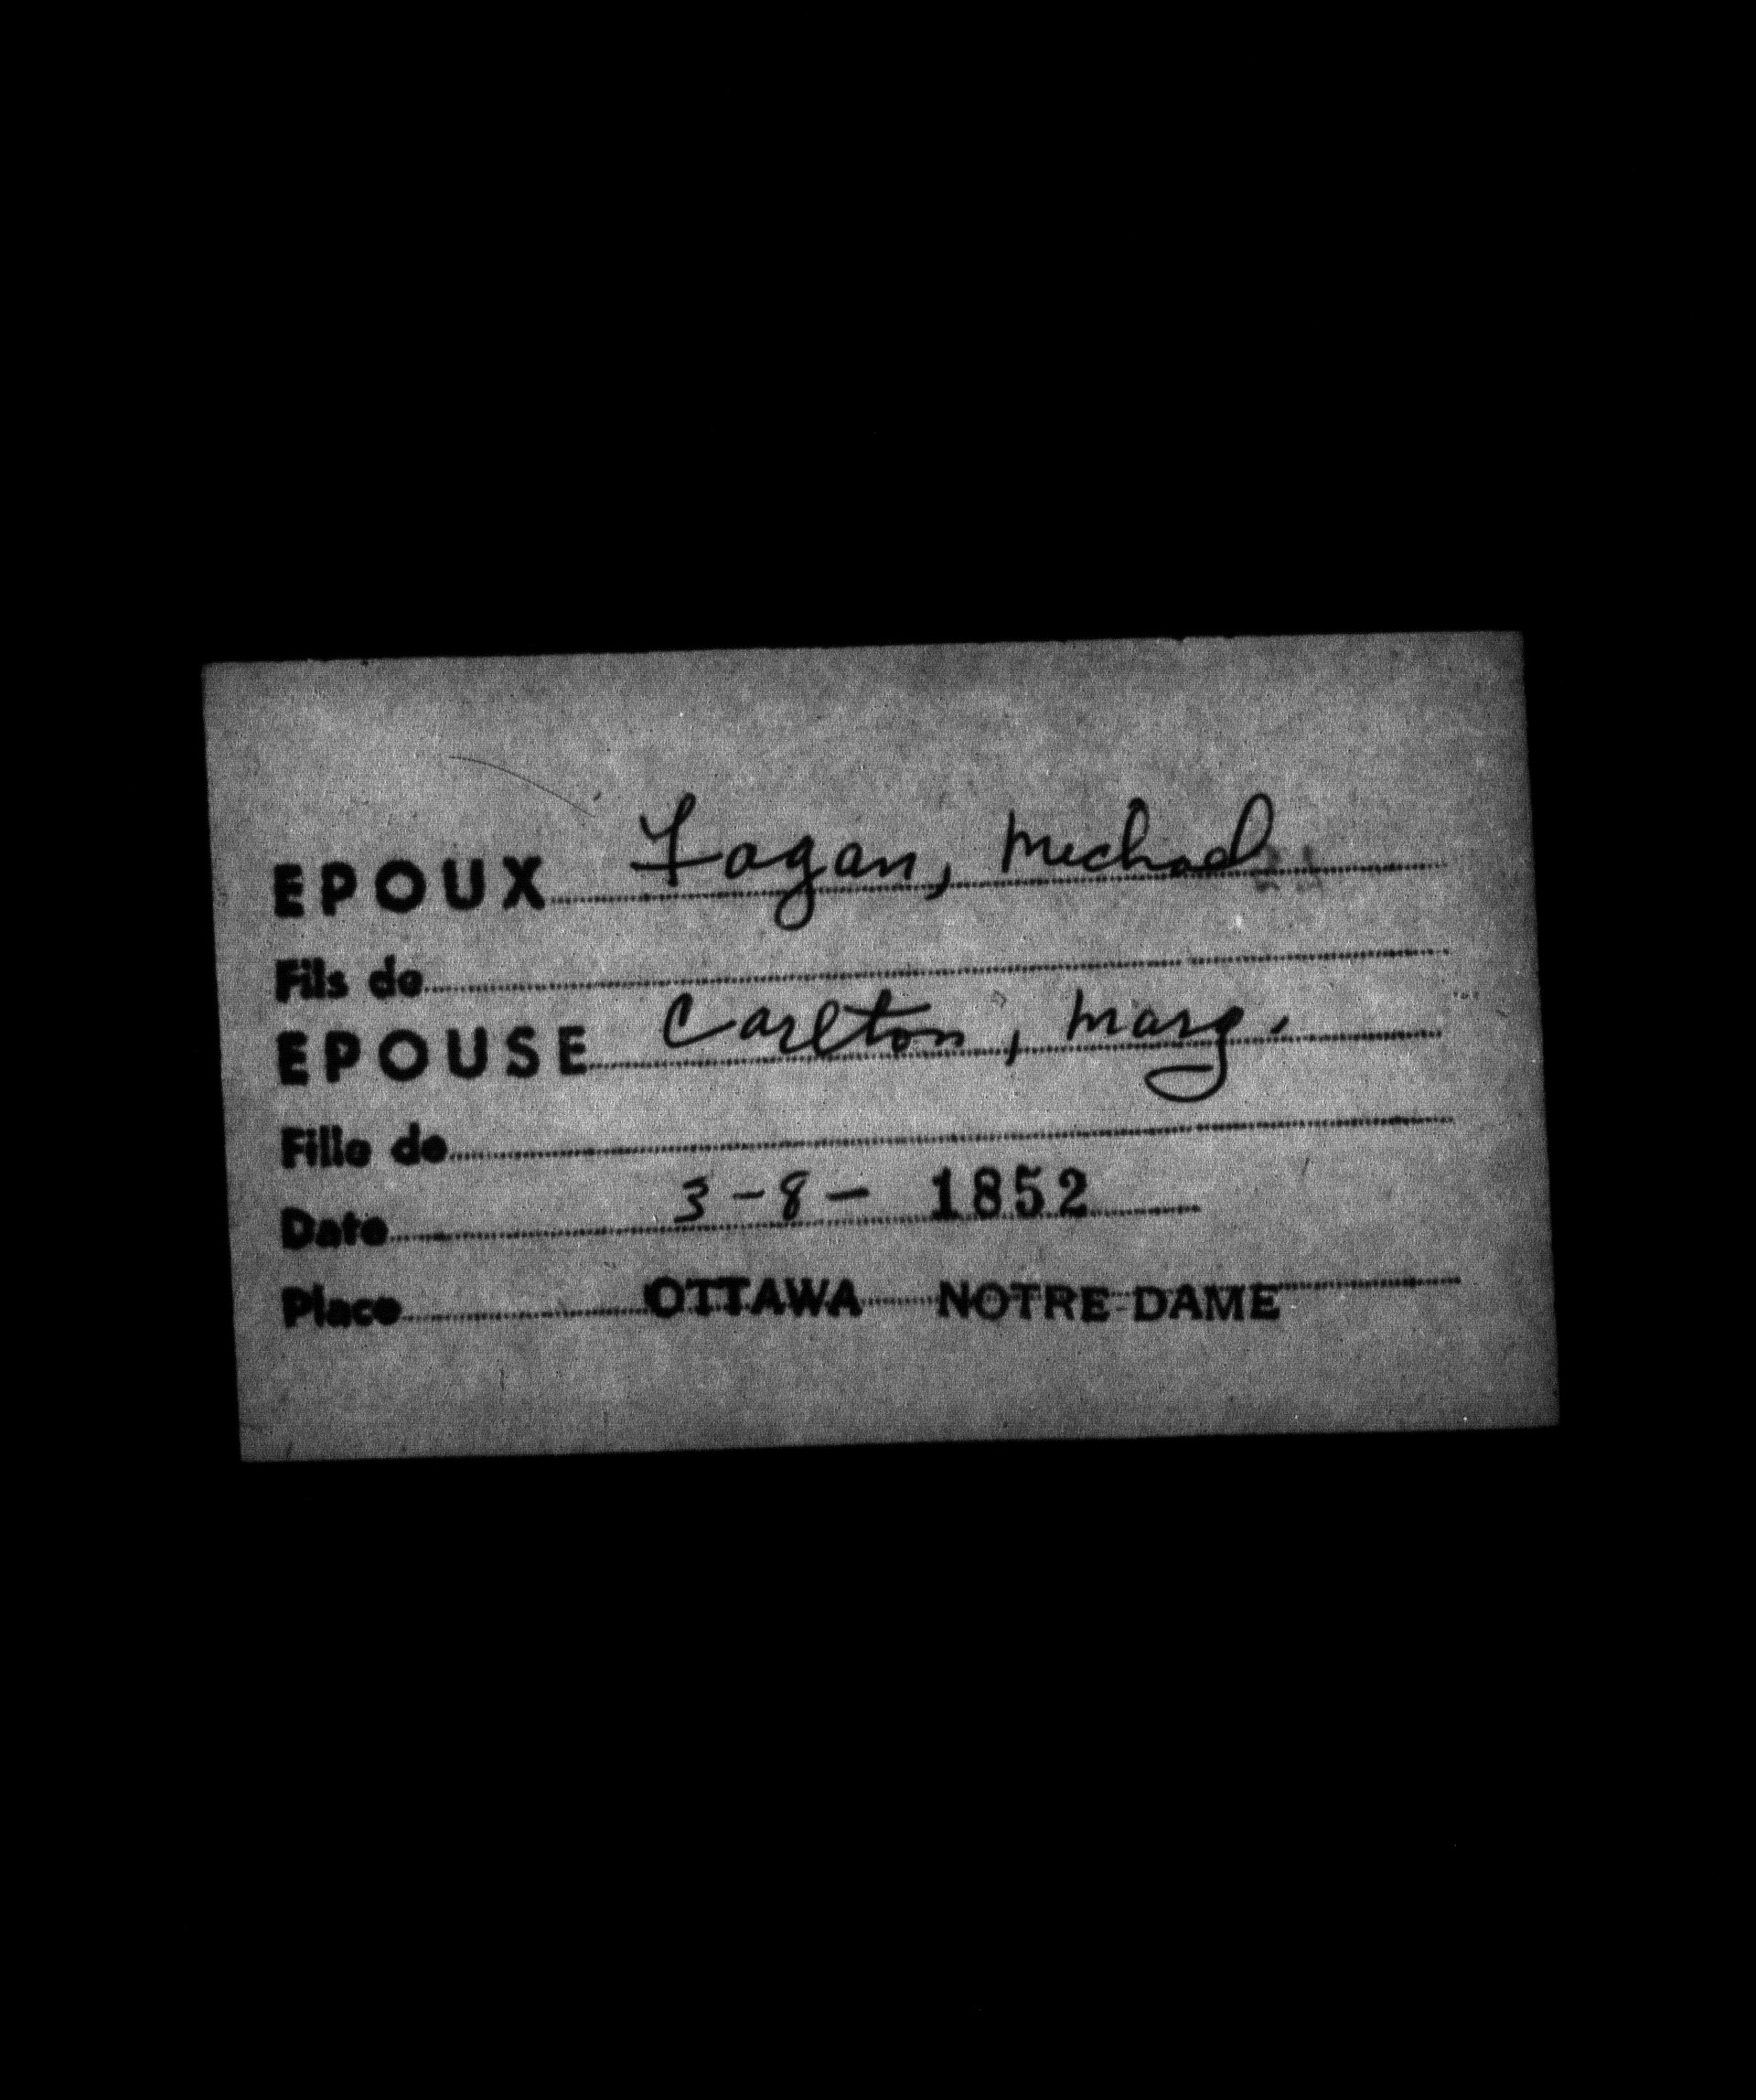 EPOUX Fagan, Michael
Fils de
EPOUSE Carlton, Marg.
Fille de
Date 3-8- 1852
Place OTTAWA NOTRE-DAME